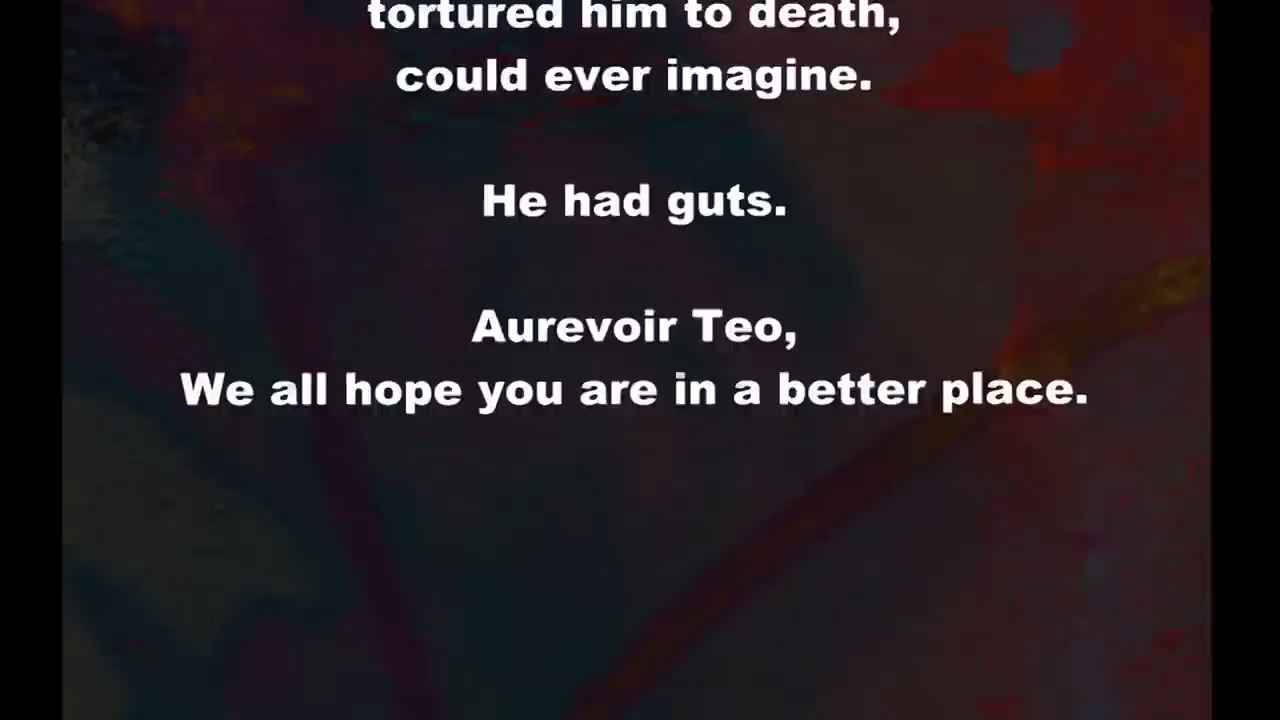 tortured him to death,
could ever imagine.
He had guts.
Aurevoir Teo,
We all hope you are in a better place.